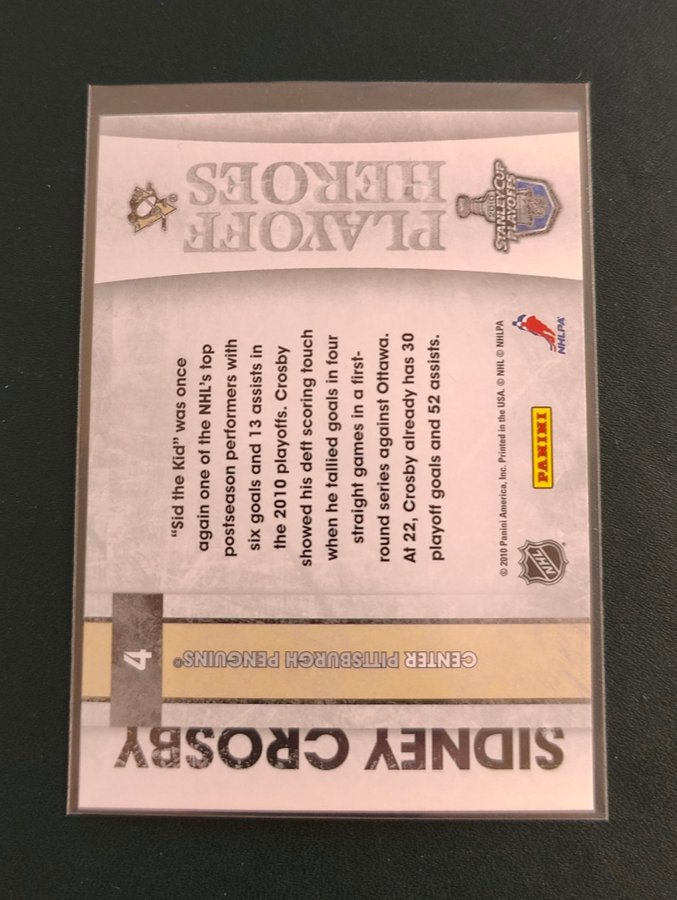 SIDNEY CROSBY
CENTER PITTSBURGH PENGUINS®
4
PLAYOFF
HEROES
STANLEY CUP
PLAYOFFS
"Sid the Kid" was once
again one of the NHL's top
postseason performers with
six goals and 13 assists in
the 2010 playoffs. Crosby
showed his deft scoring touch
when he tallied goals in four
straight games in a first-
round series against Ottawa.
At 22, Crosby already has 30
playoff goals and 52 assists.
© 2010 Panini America, Inc. Printed in the USA. © NHL © NHLPA
NHL
PANINI
NHLPA